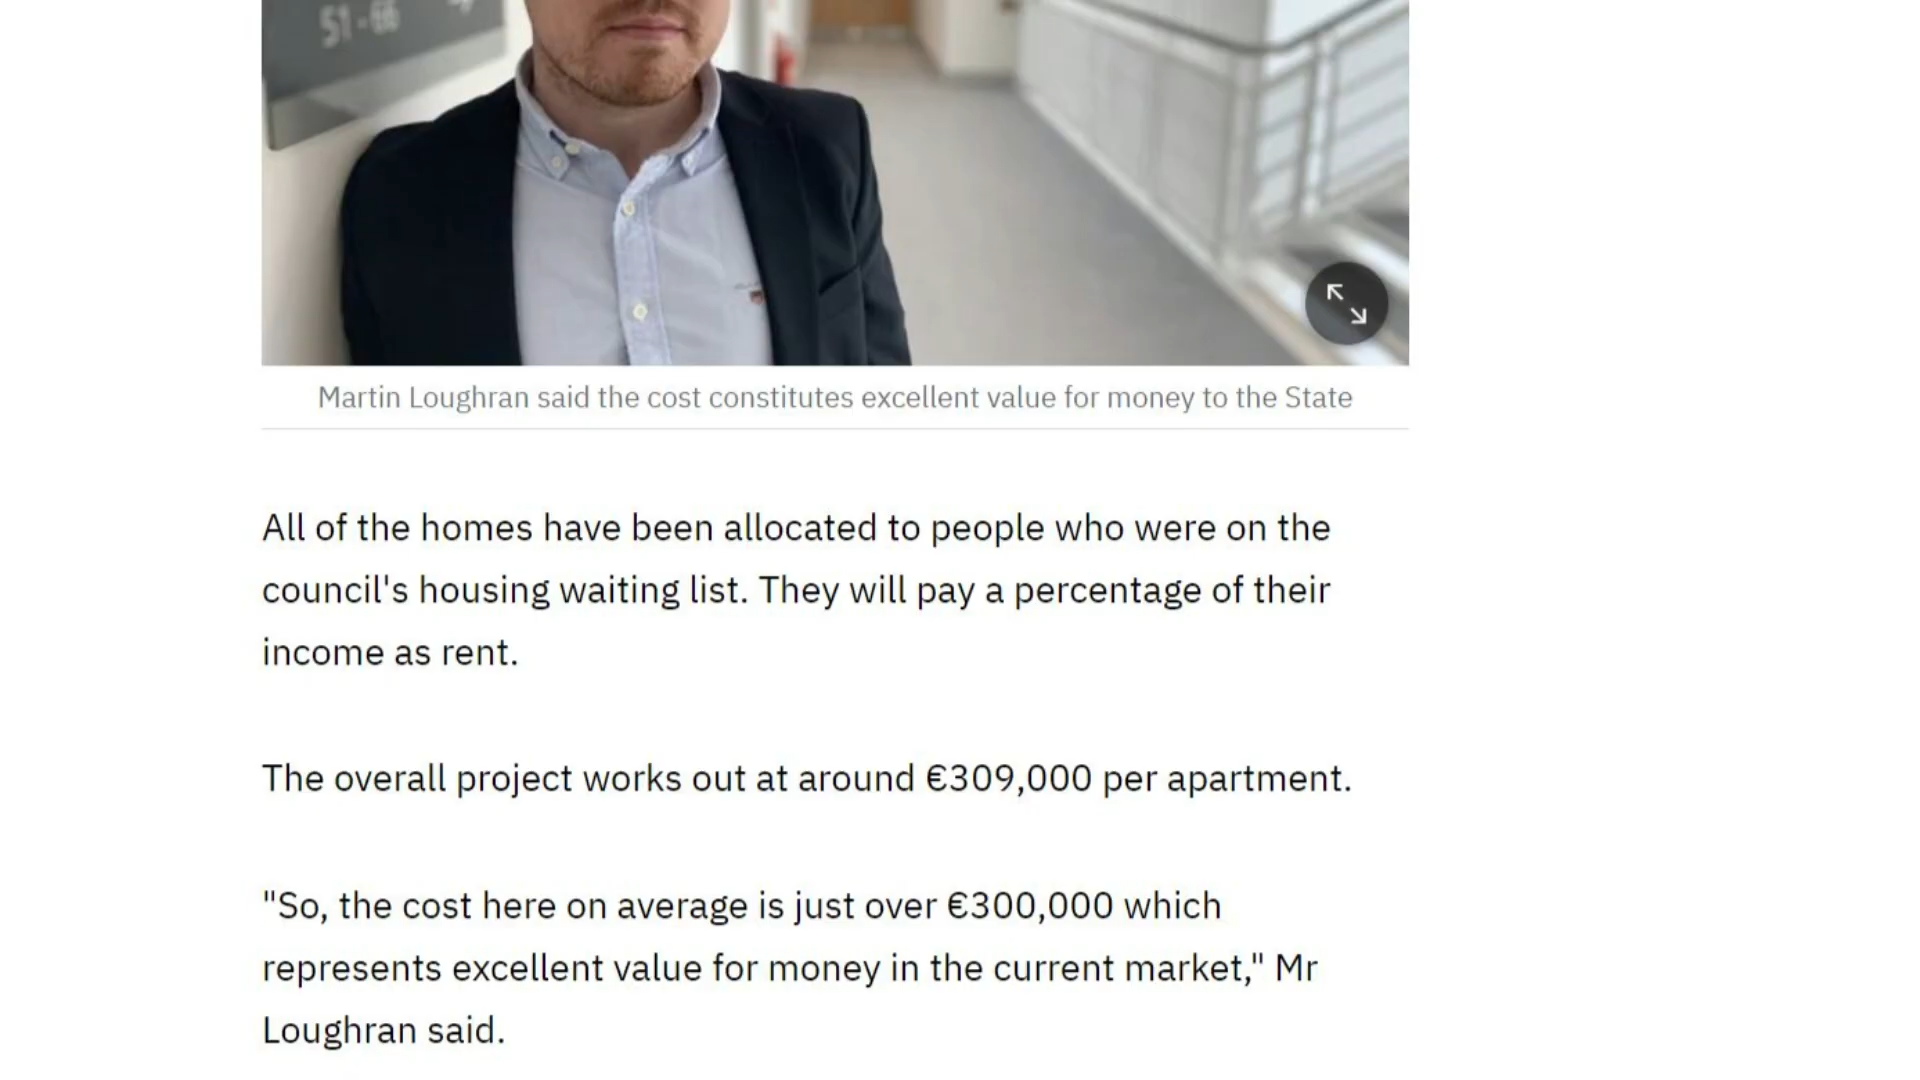 51-66
Martin Loughran said the cost constitutes excellent value for money to the State
All of the homes have been allocated to people who were on the
council's housing waiting list. They will pay a percentage of their
income as rent.
The overall project works out at around €309,000 per apartment.
"So, the cost here on average is just over €300,000 which
represents excellent value for money in the current market," Mr
Loughran said.